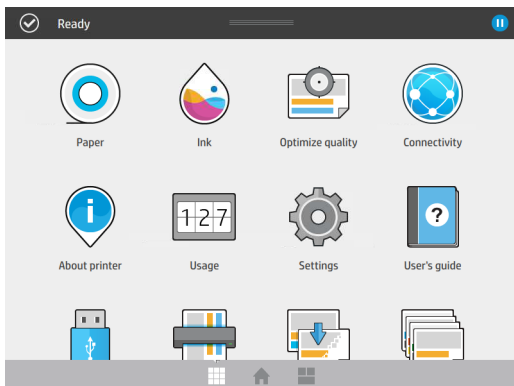 Ready
Paper
Ink
Optimize quality
Connectivity
i
127
?
About printer
Usage
Settings
User's guide